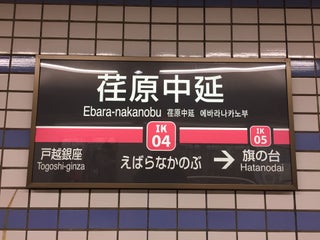 荏原中延
Ebara-nakanobu 荏原中延 에바라나카노부
IK 04
IK 05
戸越銀座
Togoshi-ginza
えばらなかのぶ
→
旗の台
Hatanodai